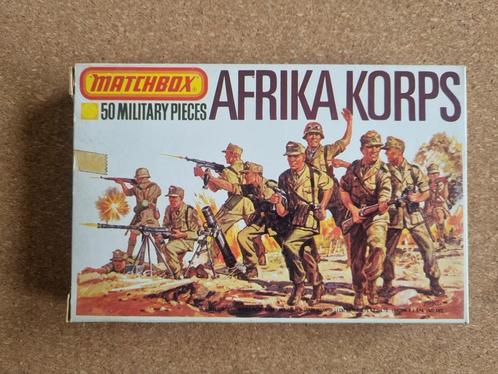 MATCHBOX
50 MILITARY PIECES
AFRIKA KORPS